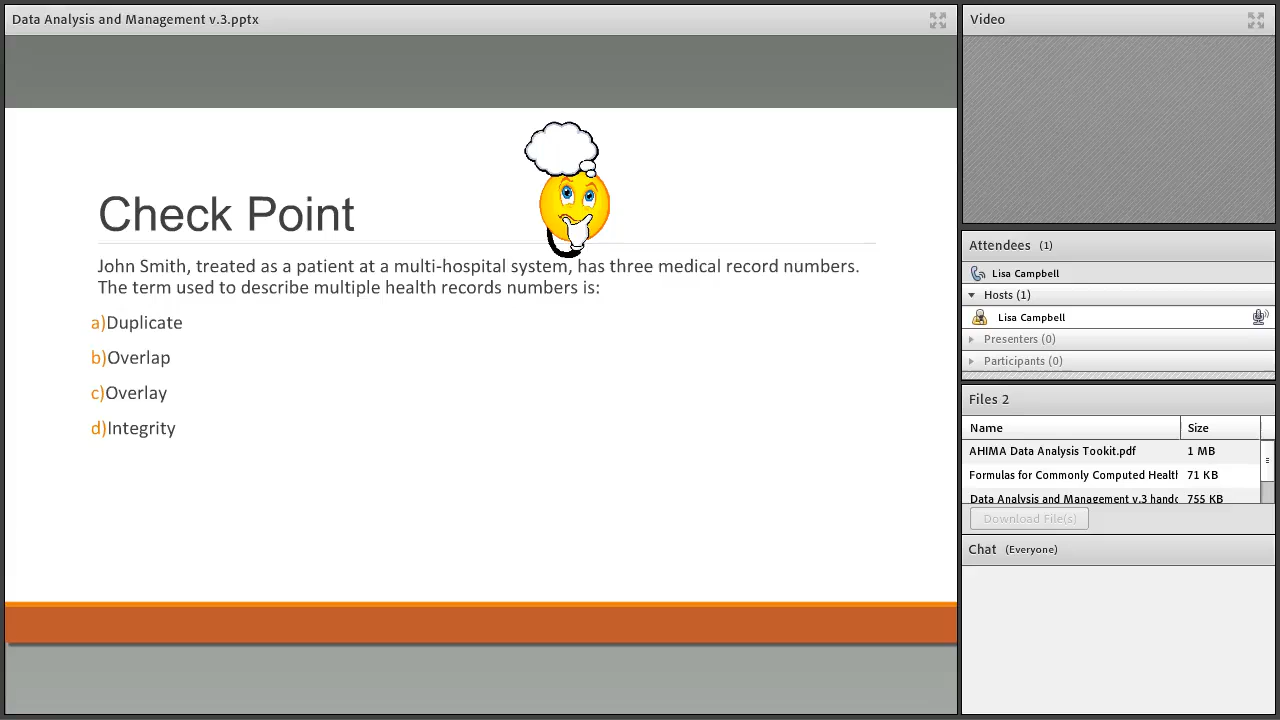 Data Analysis and Management v.3.pptx
Check Point
John Smith, treated as a patient at a multi-hospital system, has three medical record numbers.
The term used to describe multiple health records numbers is:
a)Duplicate
b)Overlap
c)Overlay
d)Integrity
Video
Attendees (1)
Lisa Campbell
Hosts (1)
Lisa Campbell
Presenters (0)
Participants (0)
Files 2
Name Size
AHIMA Data Analysis Tookit.pdf 1 MB
Formulas for Commonly Computed Healtl 71 KB
Data Analysis and Management v.3 handc 755 KB
Download File(s)
Chat (Everyone)